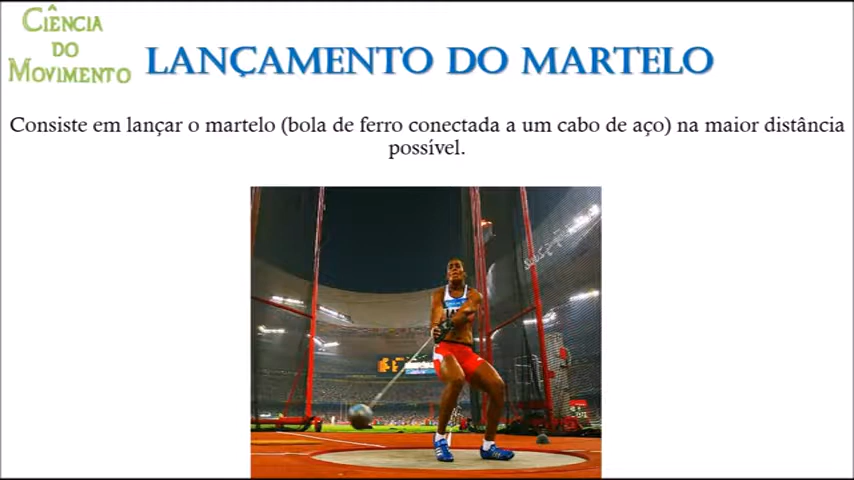 CIÊNCIA
DO
MOVIMENTO
LANÇAMENTO DO MARTELO
Consiste em lançar o martelo (bola de ferro conectada a um cabo de aço) na maior distância
possível.